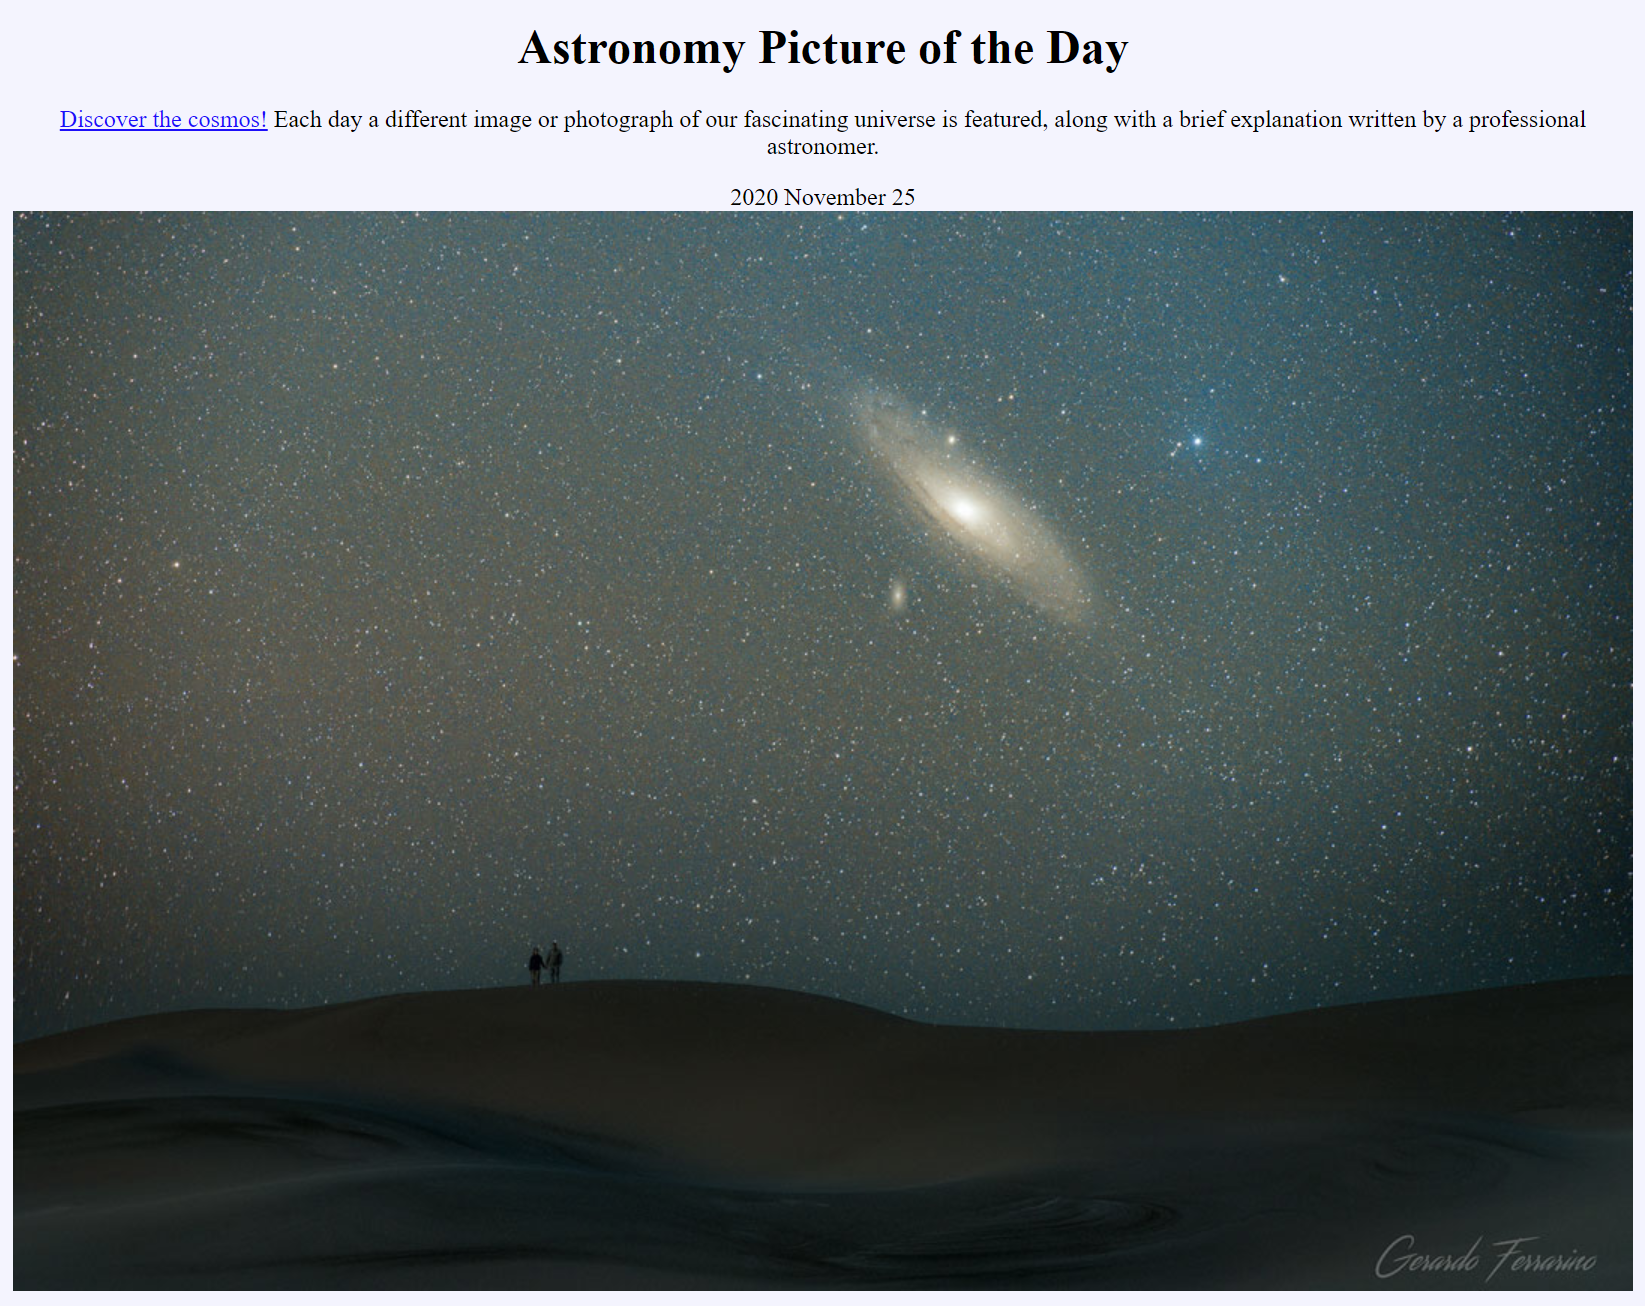 Astronomy Picture of the Day
Discover the cosmos! Each day a different image or photograph of our fascinating universe is featured, along with a brief explanation written by a professional
astronomer.
2020 November 25
Gerardo Ferrarino